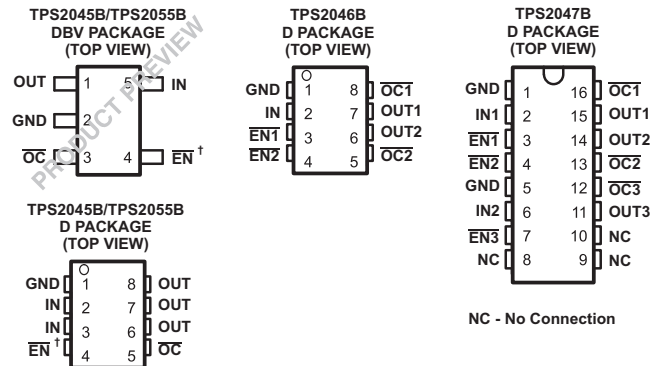 TPS2045B/TPS2055B
DBV PACKAGE
(TOP VIEW)
OUT 1 5 IN
GND 2
OC 3 4 EN †
PRODUCT PREVIEW
TPS2045B/TPS2055B
D PACKAGE
(TOP VIEW)
GND 1 8 OUT
IN 2 7 OUT
IN 3 6 OUT
EN † 4 5 OC
TPS2046B
D PACKAGE
(TOP VIEW)
GND 1 8 OC1
IN 2 7 OUT1
EN1 3 6 OUT2
EN2 4 5 OC2
TPS2047B
D PACKAGE
(TOP VIEW)
GND 1 16 OC1
IN1 2 15 OUT1
EN1 3 14 OUT2
EN2 4 13 OC2
GND 5 12 OC3
IN2 6 11 OUT3
EN3 7 10 NC
NC 8 9 NC
NC - No Connection